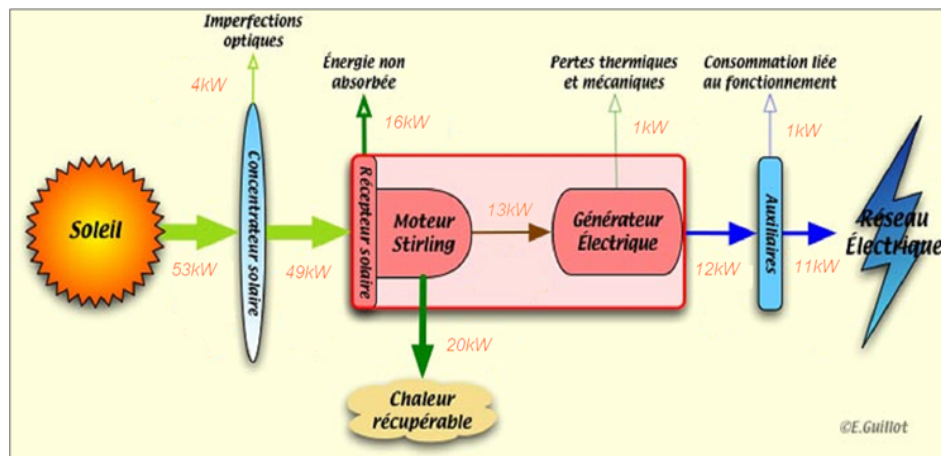 Imperfections
optiques
4kW
Énergie non
absorbée
16kW
Pertes thermiques
et mécaniques
1kW
Consommation liée
au fonctionnement
1kW
Soleil
53kW
Concentrateur solaire
49kW
Récepteur solaire
Moteur
Stirling
13kW
Générateur
Électrique
12kW
Auxiliaires
11kW
Réseau
Électrique
20kW
Chaleur
récupérable
©E.Guillot